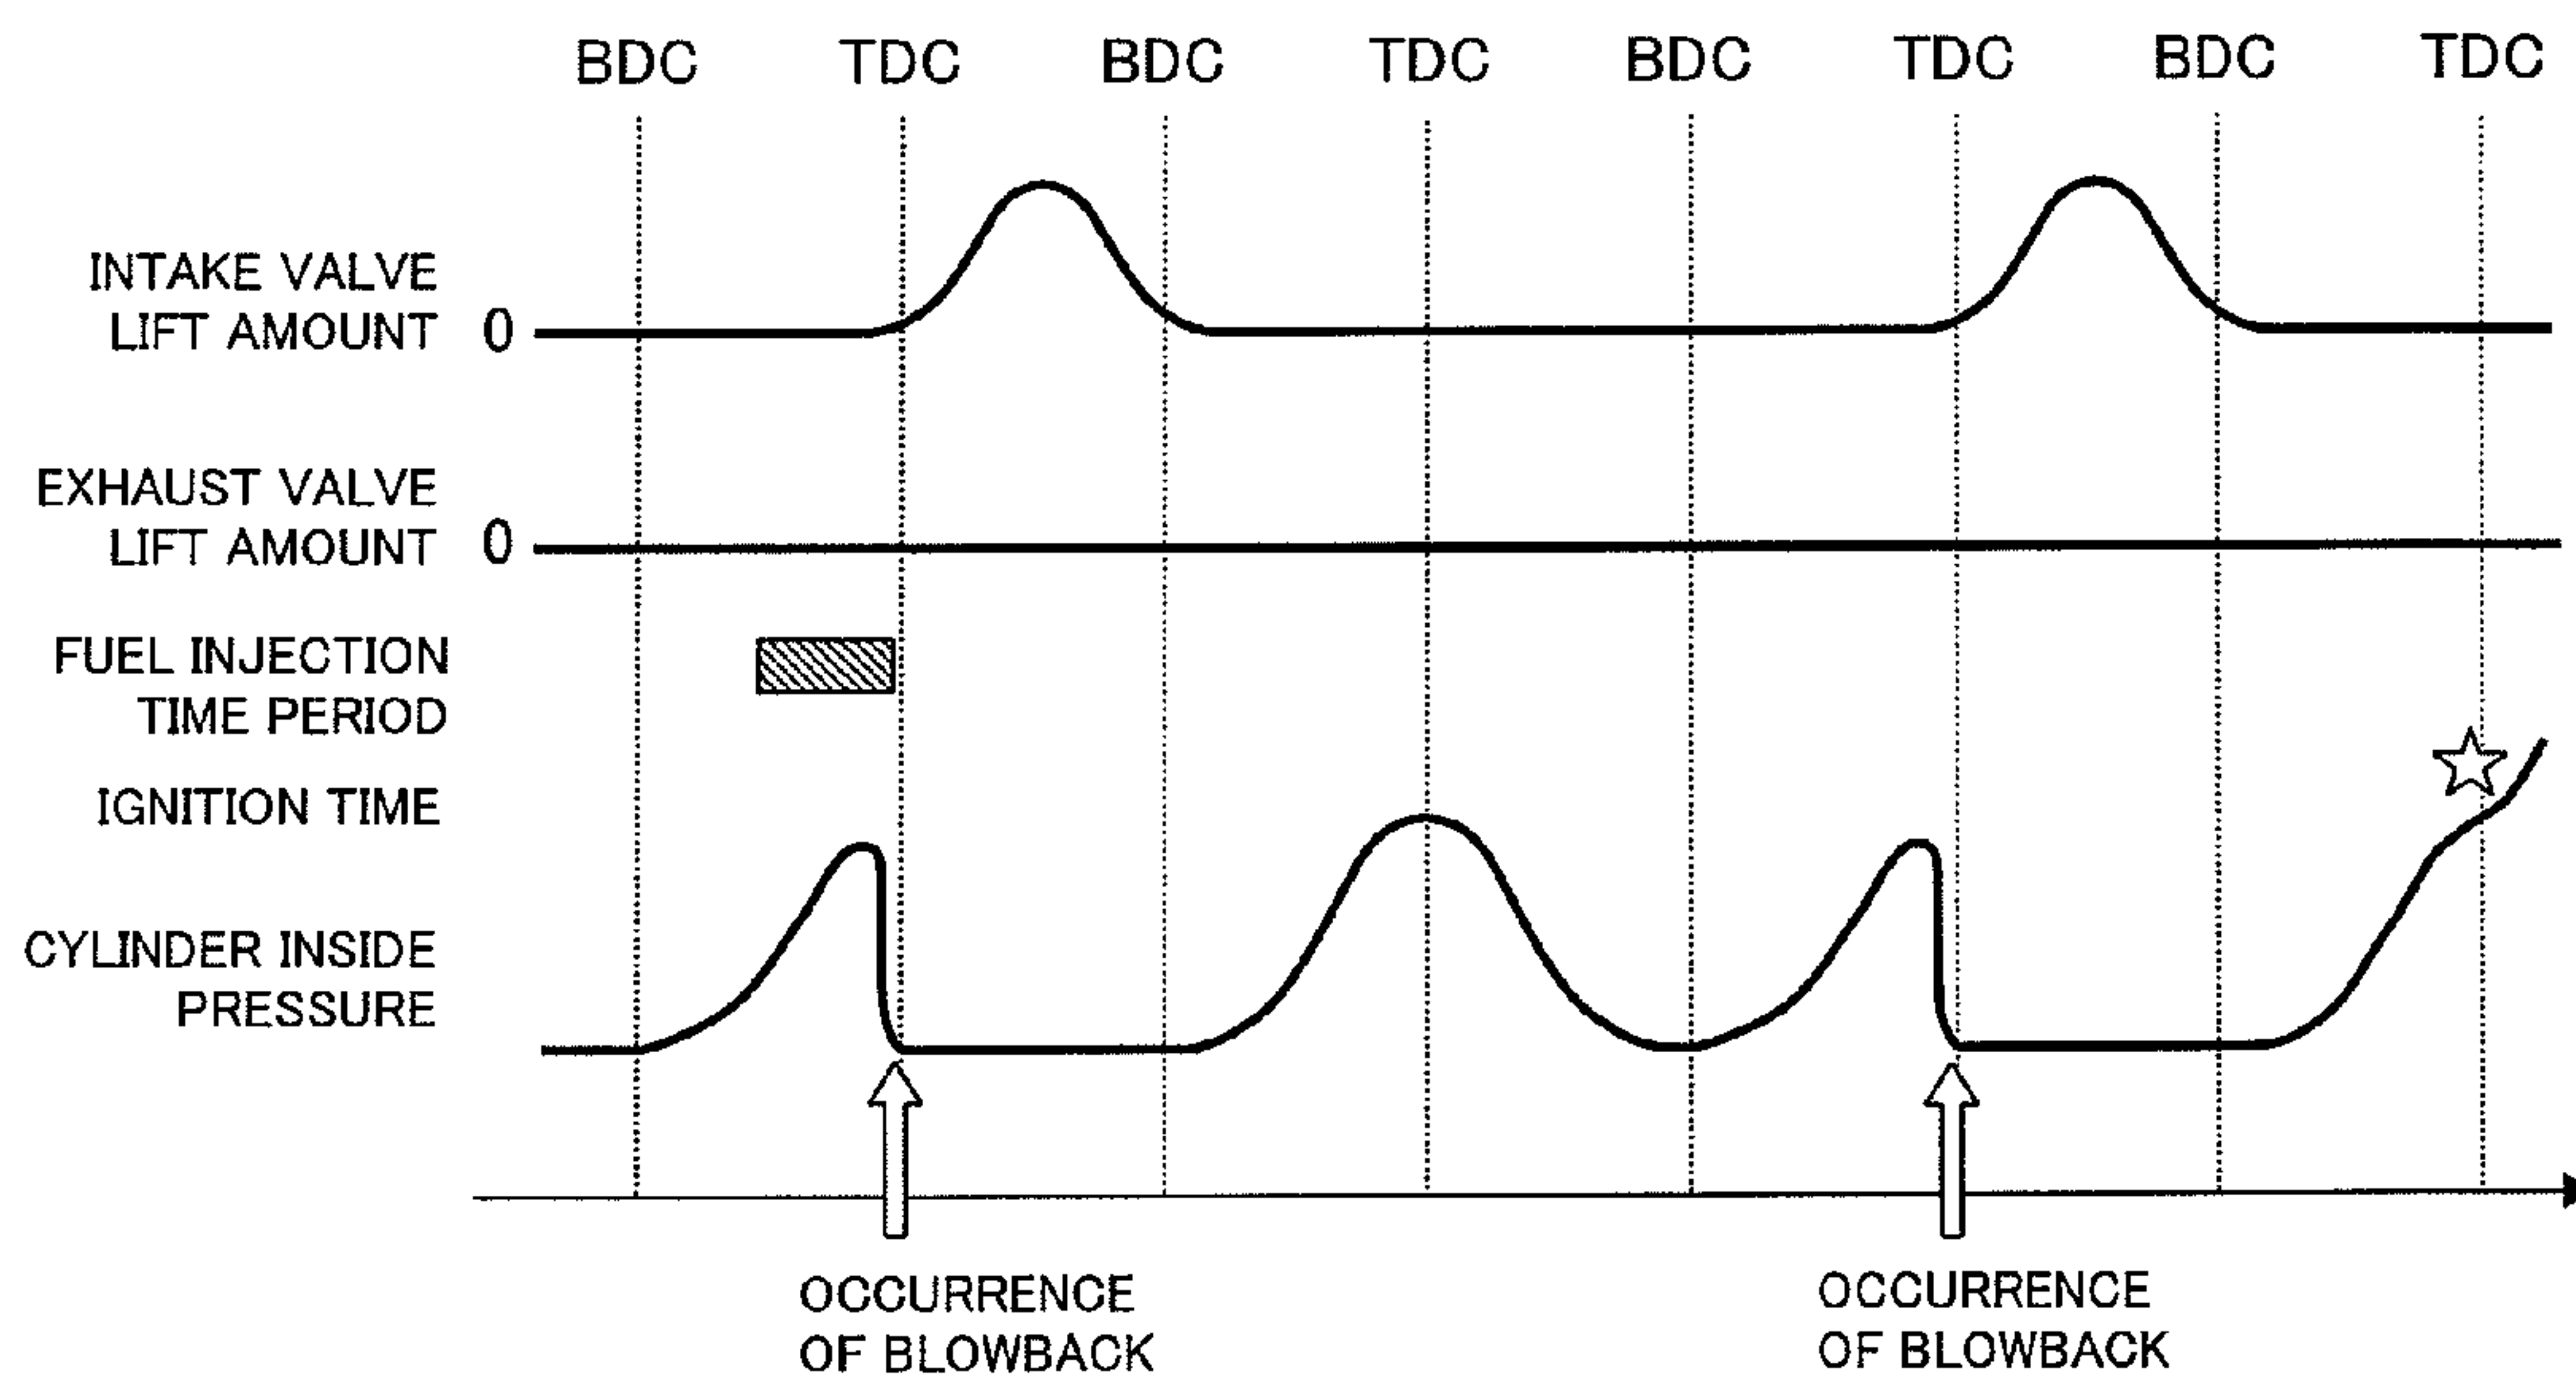 BDC TDC BDC TDC BDC TDC BDC TDC
INTAKE VALVE
LIFT AMOUNT 0
EXHAUST VALVE
LIFT AMOUNT 0
FUEL INJECTION
TIME PERIOD
IGNITION TIME
CYLINDER INSIDE
PRESSURE
OCCURRENCE
OF BLOWBACK
OCCURRENCE
OF BLOWBACK